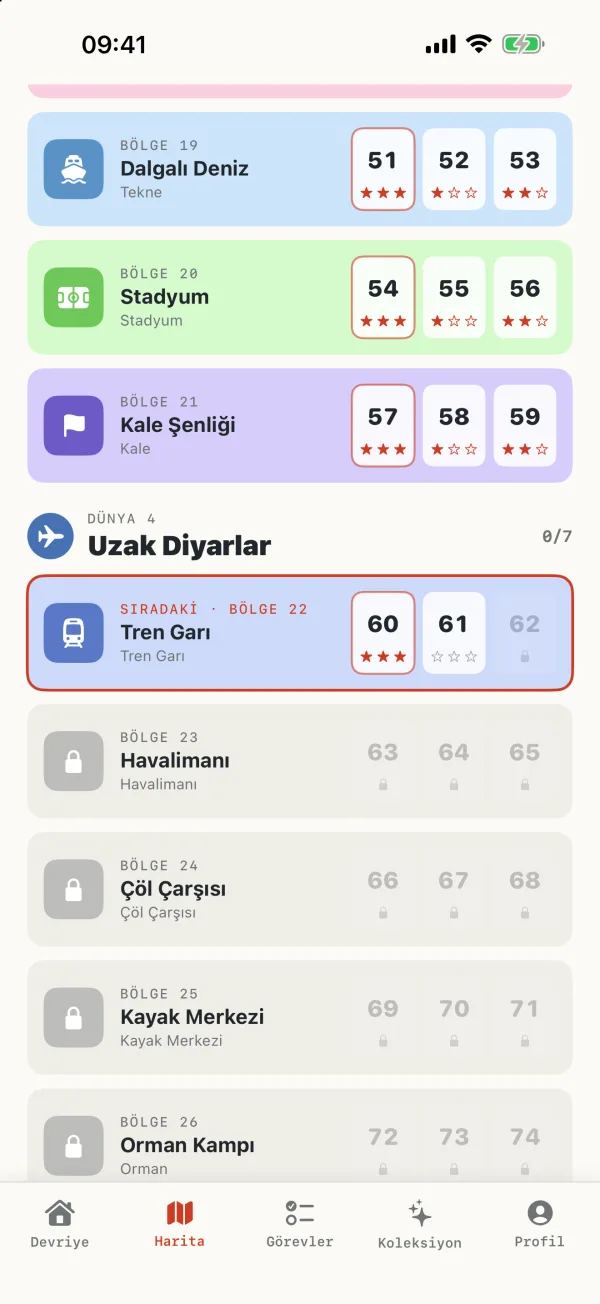 09:41
BÖLGE 19
Dalgalı Deniz
Tekne
51 52 53
BÖLGE 20
Stadyum
Stadyum
54 55 56
BÖLGE 21
Kale Şenliği
Kale
57 58 59
DÜNYA 4
Uzak Diyarlar
0/7
SIRADAKİ · BÖLGE 22
Tren Garı
Tren Garı
60 61 62
BÖLGE 23
Havalimanı
Havalimanı
63 64 65
BÖLGE 24
Çöl Çarşısı
Çöl Çarşısı
66 67 68
BÖLGE 25
Kayak Merkezi
Kayak Merkezi
69 70 71
BÖLGE 26
Orman Kampı
Orman
72 73 74
Devriye Harita Görevler Koleksiyon Profil